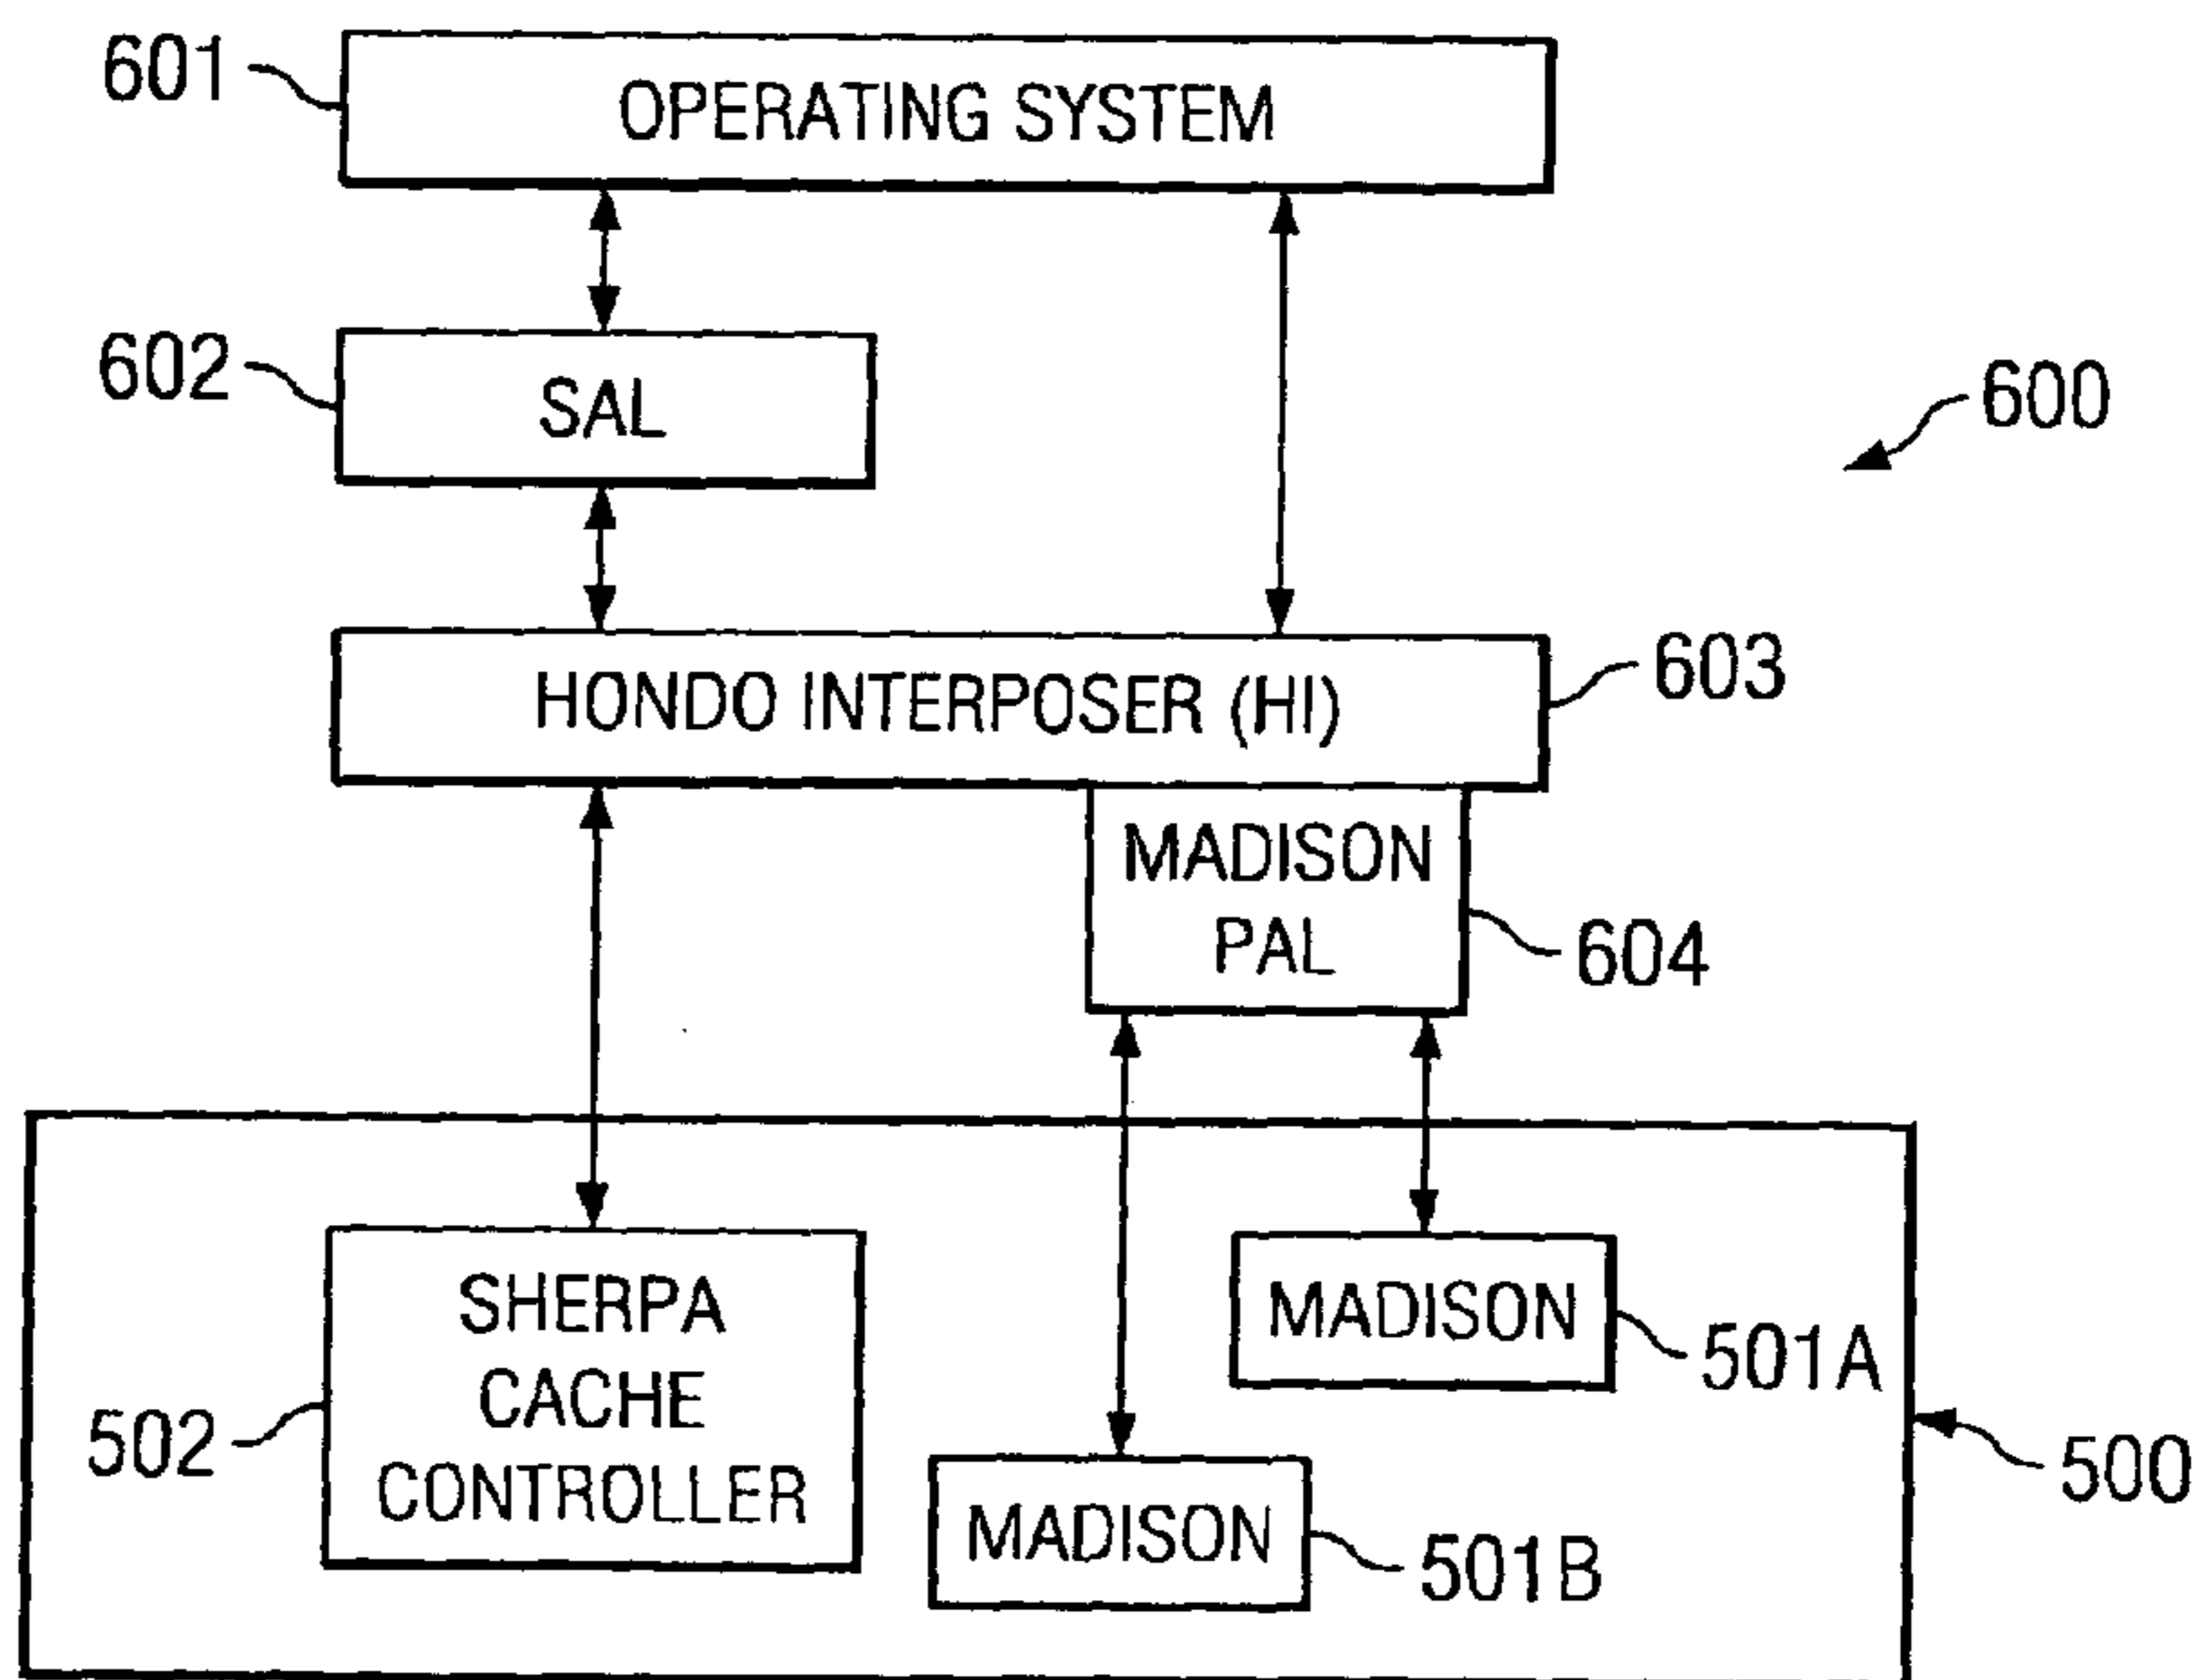 601
OPERATING SYSTEM
602
SAL
600
HONDO INTERPOSER (HI)
603
MADISON
PAL
604
SHERPA
CACHE
CONTROLLER
502
MADISON
501A
MADISON
501B
500